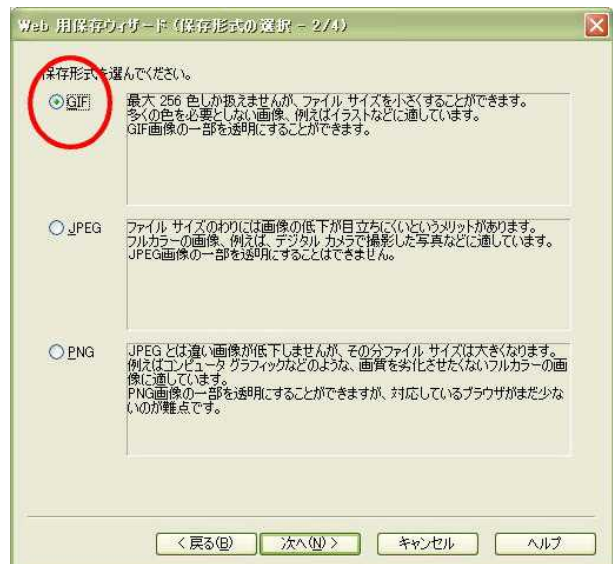 Web 用保存ウィザード (保存形式の選択 - 2/4)
保存形式を選んでください。
GIF
最大 256 色しか扱えませんが、ファイル サイズを小さくすることができます。
多くの色を必要としない画像、例えばイラストなどに適しています。
GIF画像の一部を透明にすることができます。
JPEG
ファイル サイズのわりには画像の低下が目立ちにくいというメリットがあります。
フルカラーの画像、例えば、デジタル カメラで撮影した写真などに適しています。
JPEG画像の一部を透明にすることはできません。
PNG
JPEG とは違い画像が低下しませんが、その分ファイル サイズは大きくなります。
例えばコンピュータ グラフィックなどのような、画質を劣化させたくないフルカラーの画
像に適しています。
PNG画像の一部を透明にすることができますが、対応しているブラウザがまだ少な
いのが難点です。
< 戻る(B) 次へ(N) > キャンセル ヘルプ